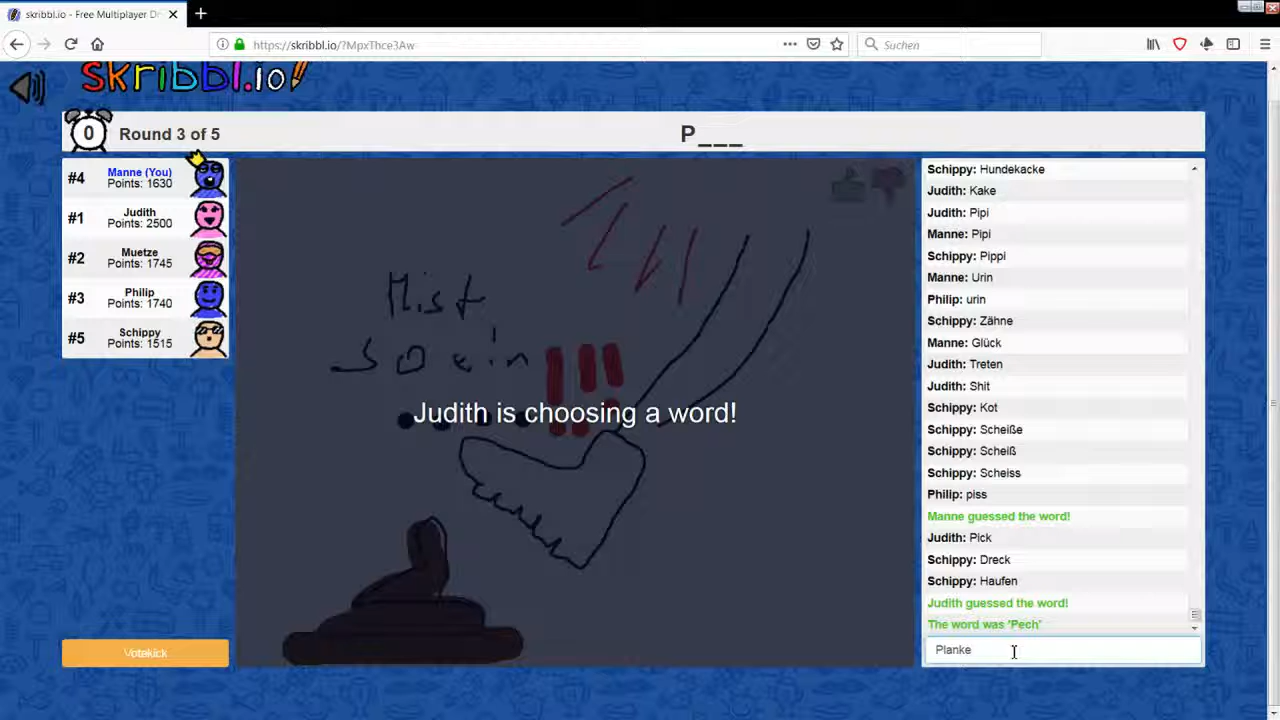 skribbl.io - Free Multiplayer Dr
https://skribbl.io/?MpxThce3Aw
Suchen
skribbl.io!
0
Round 3 of 5
P___
#4
Manne (You)
Points: 1630
#1
Judith
Points: 2500
#2
Muetze
Points: 1745
#3
Philip
Points: 1740
#5
Schippy
Points: 1515
Votekick
Mist
so ein
Judith is choosing a word!
Schippy: Hundekacke
Judith: Kake
Judith: Pipi
Manne: Pipi
Schippy: Pippi
Manne: Urin
Philip: urin
Schippy: Zähne
Manne: Glück
Judith: Treten
Judith: Shit
Schippy: Kot
Schippy: Scheiße
Schippy: Scheiß
Schippy: Scheiss
Philip: piss
Manne guessed the word!
Judith: Pick
Schippy: Dreck
Schippy: Haufen
Judith guessed the word!
The word was 'Pech'
Planke